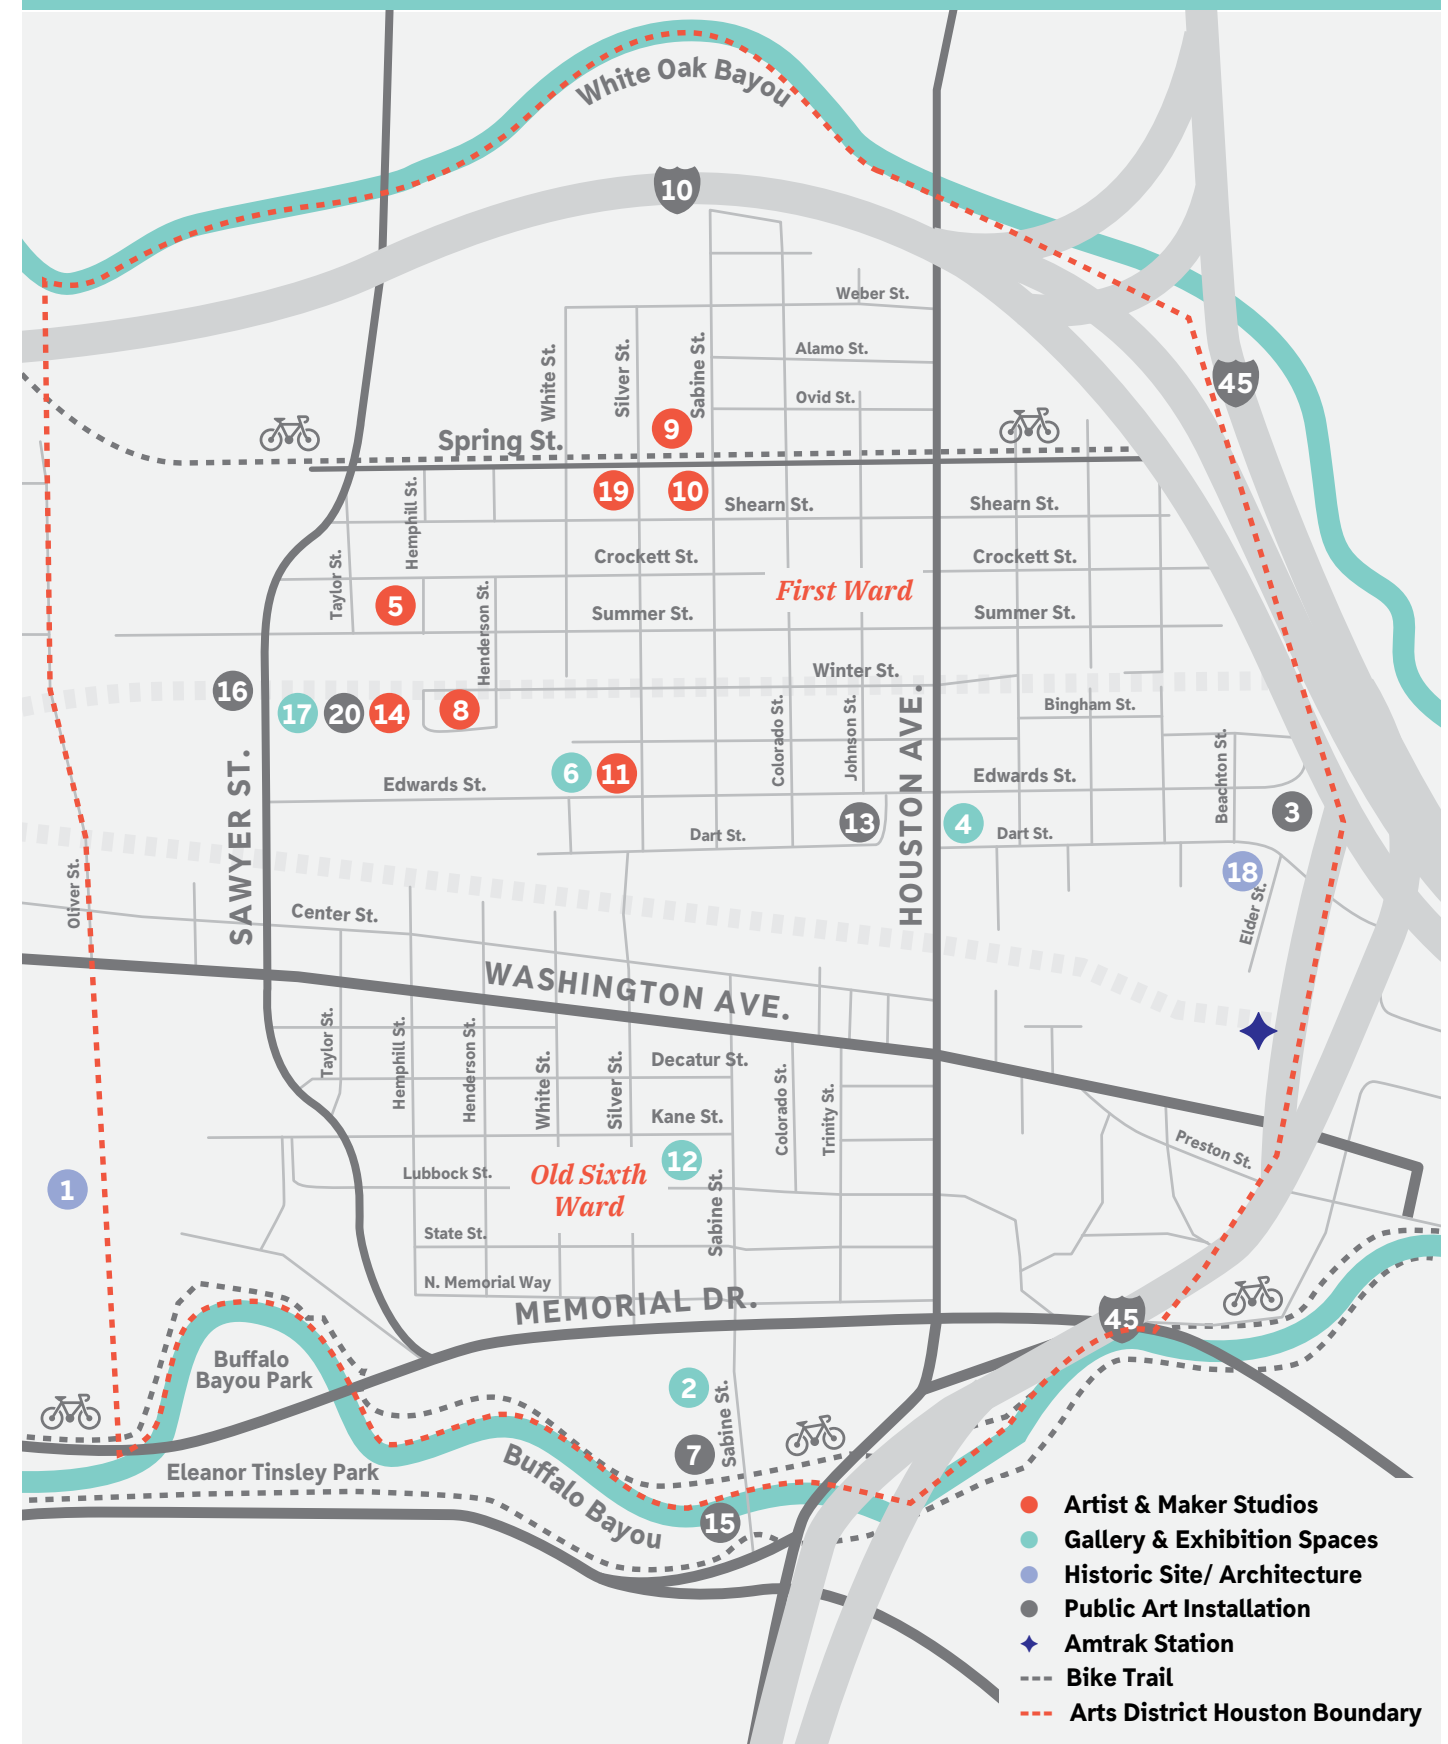 White Oak Bayou
10
Weber St.
Alamo St.
White St.
Silver St.
Sabine St.
45
Ovid St.
9
Spring St.
19
10
Shearn St.
Shearn St.
Hemphill St.
Crockett St.
Crockett St.
Taylor St.
5
First Ward
Henderson St.
Summer St.
Summer St.
Winter St.
16
17
20
14
8
Bingham St.
Colorado St.
Johnson St.
HOUSTON AVE.
6
11
Edwards St.
Edwards St.
Beachton St.
SAWYER ST.
3
13
4
Dart St.
Dart St.
18
Oliver St.
Elder St.
Center St.
WASHINGTON AVE.
Taylor St.
Hemphill St.
Henderson St.
White St.
Silver St.
Decatur St.
Colorado St.
Trinity St.
Kane St.
Preston St.
12
Lubbock St.
Old Sixth
Ward
1
Sabine St.
State St.
N. Memorial Way
MEMORIAL DR.
45
Buffalo
Bayou Park
2
Sabine St.
7
Eleanor Tinsley Park
Buffalo Bayou
15
Artist & Maker Studios
Gallery & Exhibition Spaces
Historic Site/ Architecture
Public Art Installation
Amtrak Station
Bike Trail
Arts District Houston Boundary